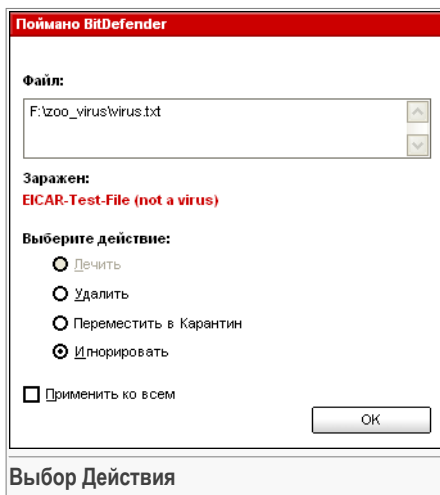 Поймано BitDefender
Файл:
F:\zoo_virus\virus.txt
Заражен:
EICAR-Test-File (not a virus)
Выберите действие:
Лечить
Удалить
Переместить в Карантин
Игнорировать
Применить ко всем
OK
Выбор Действия